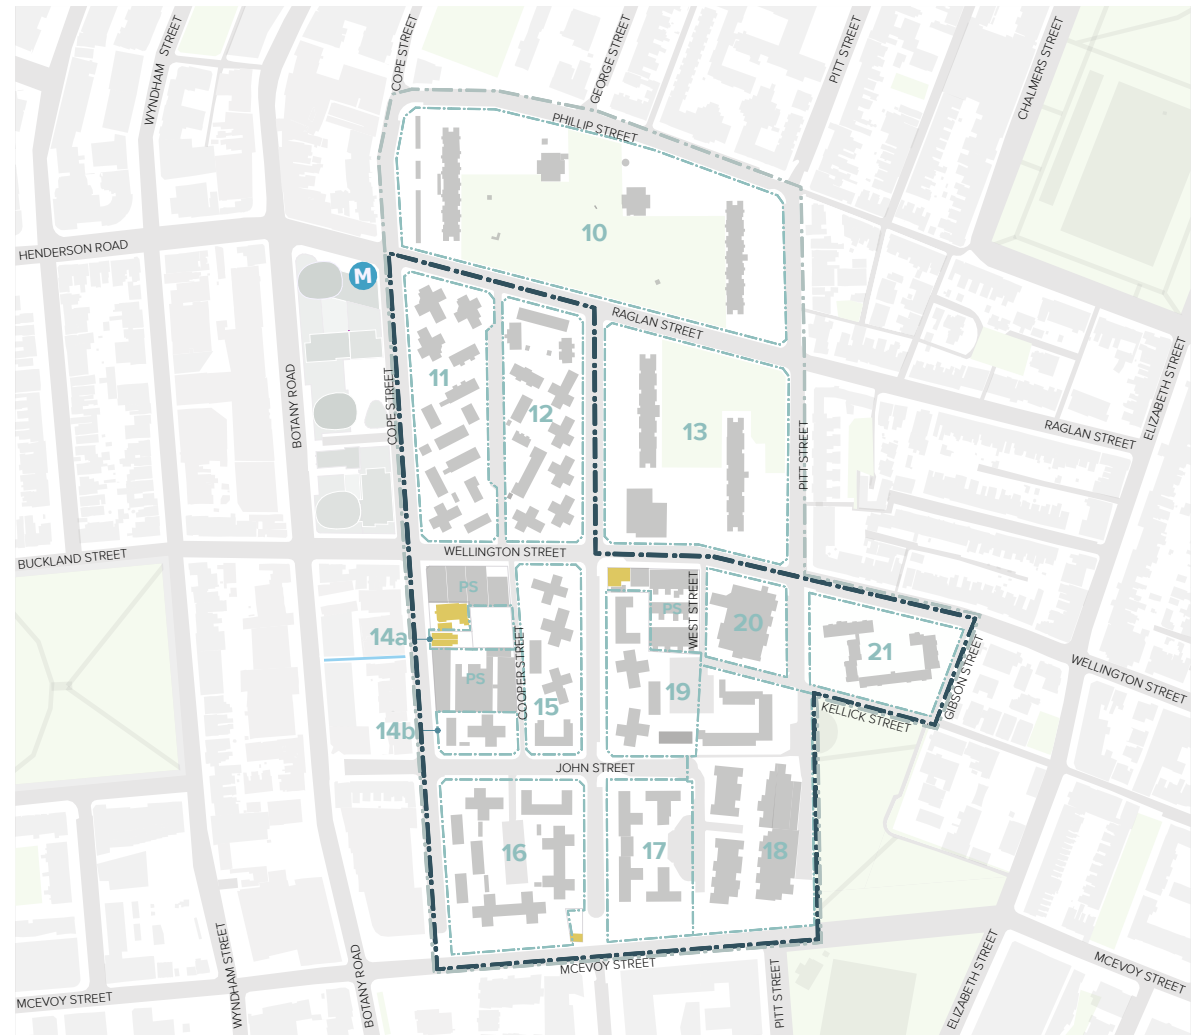 WYNDHAM STREET
COPE STREET
GEORGE STREET
PITT STREET
CHALMERS STREET
PHILLIP STREET
10
HENDERSON ROAD
M
RAGLAN STREET
11
12
13
BOTANY ROAD
COPE STREET
PITT STREET
RAGLAN STREET
ELIZABETH STREET
WELLINGTON STREET
BUCKLAND STREET
PS
PS
WEST STREET
20
14a
21
COOPER STREET
PS
19
15
14b
KELLICK STREET
GIBSON STREET
WELLINGTON STREET
JOHN STREET
16
17
18
WYNDHAM STREET
BOTANY ROAD
MCEVOY STREET
PITT STREET
ELIZABETH STREET
MCEVOY STREET
MCEVOY STREET